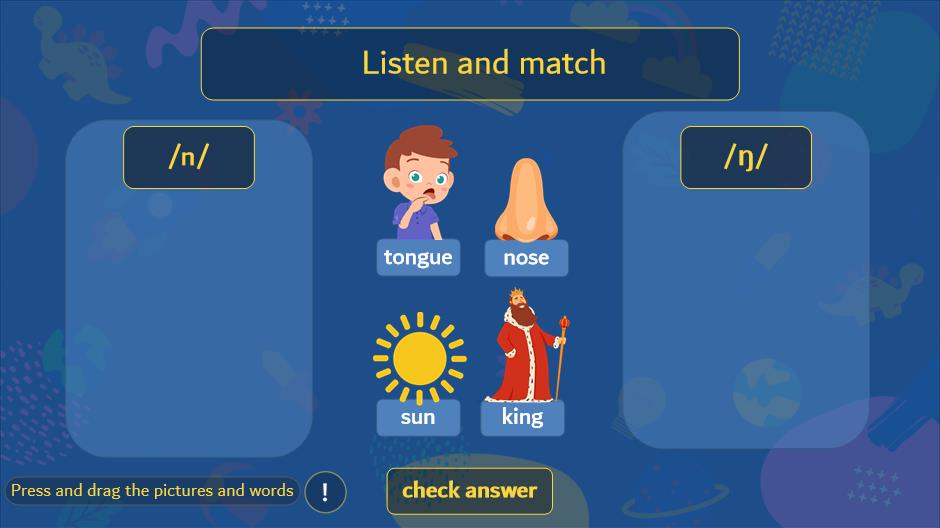 Listen and match
/n/
/ŋ/
tongue
nose
sun
king
Press and drag the pictures and words
!
check answer